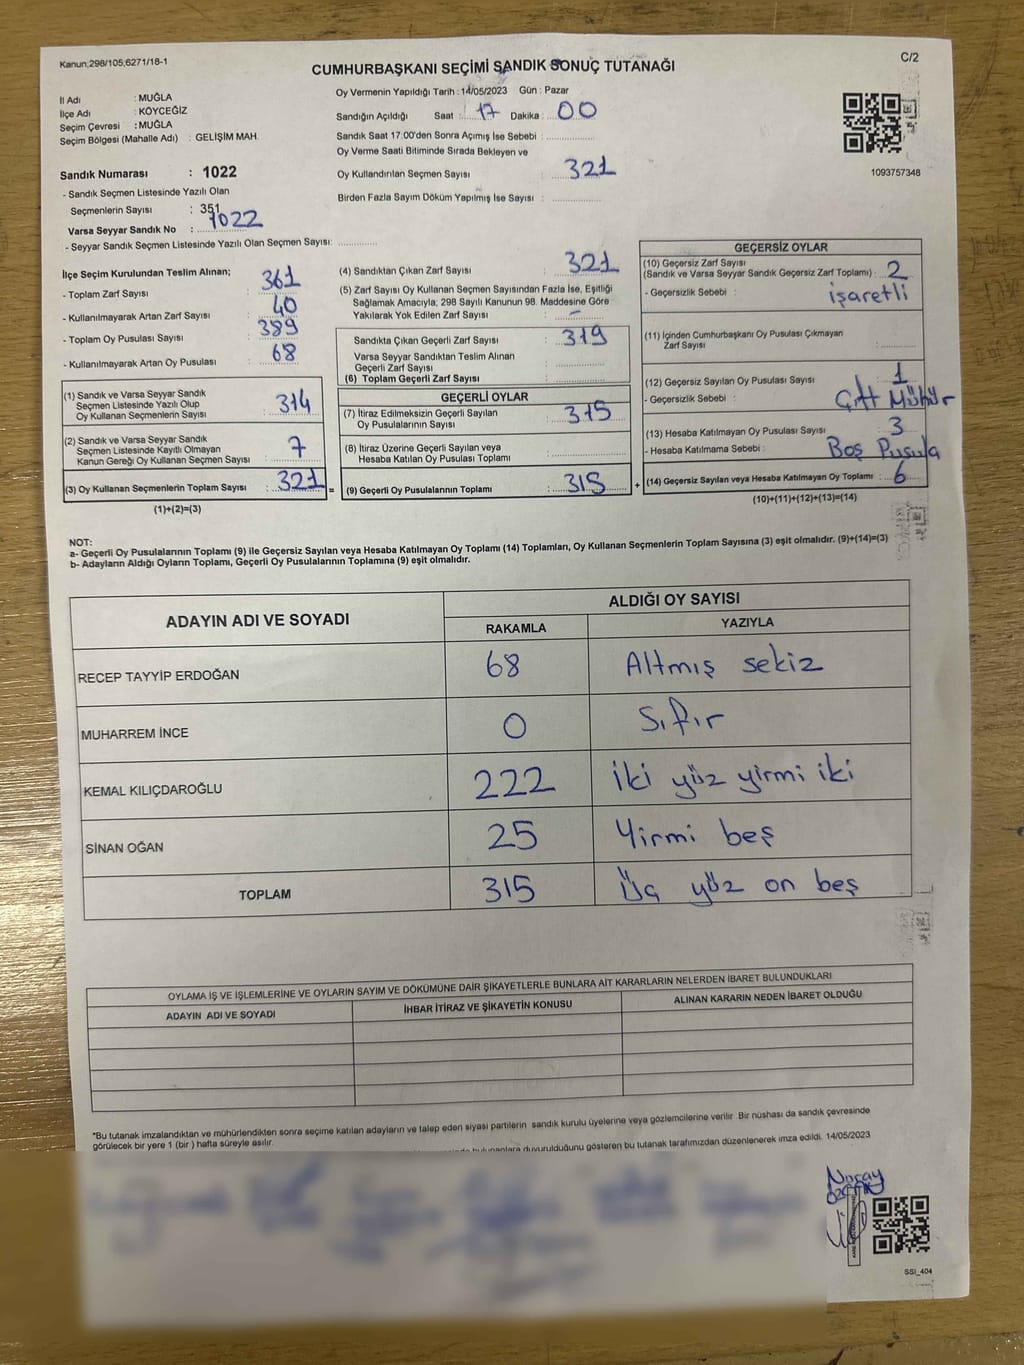 Kanun;298/105;6271/18-1
C/2
CUMHURBAŞKANI SEÇİMİ SANDIK SONUÇ TUTANAĞI
İl Adı : MUĞLA
İlçe Adı : KÖYCEĞİZ
Seçim Çevresi : MUĞLA
Seçim Bölgesi (Mahalle Adı) : GELİŞİM MAH.
Sandık Numarası : 1022
- Sandık Seçmen Listesinde Yazılı Olan
Seçmenlerin Sayısı : 351
Varsa Seyyar Sandık No : 1022
- Seyyar Sandık Seçmen Listesinde Yazılı Olan Seçmen Sayısı:
Oy Vermenin Yapıldığı Tarih : 14/05/2023 Gün : Pazar
Sandığın Açıldığı Saat : 17 Dakika : 00
Sandık Saat 17:00'den Sonra Açımış İse Sebebi :
Oy Verme Saati Bitiminde Sırada Bekleyen ve
Oy Kullandırılan Seçmen Sayısı : 321
Birden Fazla Sayım Döküm Yapılmış İse Sayısı :
1093757348
İlçe Seçim Kurulundan Teslim Alınan;
- Toplam Zarf Sayısı : 361
- Kullanılmayarak Artan Zarf Sayısı : 40
- Toplam Oy Pusulası Sayısı : 389
- Kullanılmayarak Artan Oy Pusulası : 68
(1) Sandık ve Varsa Seyyar Sandık
Seçmen Listesinde Yazılı Olup
Oy Kullanan Seçmenlerin Sayısı : 314
(2) Sandık ve Varsa Seyyar Sandık
Seçmen Listesinde Kayıtlı Olmayan
Kanun Gereği Oy Kullanan Seçmen Sayısı : 7
(3) Oy Kullanan Seçmenlerin Toplam Sayısı : 321 =
(1)+(2)=(3)
(4) Sandıktan Çıkan Zarf Sayısı : 321
(5) Zarf Sayısı Oy Kullanan Seçmen Sayısından Fazla İse, Eşitliği
Sağlamak Amacıyla; 298 Sayılı Kanunun 98. Maddesine Göre
Yakılarak Yok Edilen Zarf Sayısı : -
Sandıkta Çıkan Geçerli Zarf Sayısı : 319
Varsa Seyyar Sandıktan Teslim Alınan
Geçerli Zarf Sayısı :
(6) Toplam Geçerli Zarf Sayısı :
GEÇERLİ OYLAR
(7) İtiraz Edilmeksizin Geçerli Sayılan
Oy Pusulalarının Sayısı : 315
(8) İtiraz Üzerine Geçerli Sayılan veya
Hesaba Katılan Oy Pusulası Toplamı :
(9) Geçerli Oy Pusulalarının Toplamı : 315 +
GEÇERSİZ OYLAR
(10) Geçersiz Zarf Sayısı
(Sandık ve Varsa Seyyar Sandık Geçersiz Zarf Toplamı) : 2
- Geçersizlik Sebebi : işaretli
(11) İçinden Cumhurbaşkanı Oy Pusulası Çıkmayan
Zarf Sayısı :
(12) Geçersiz Sayılan Oy Pusulası Sayısı : 1
- Geçersizlik Sebebi : Çift Mühür
(13) Hesaba Katılmayan Oy Pusulası Sayısı : 3
- Hesaba Katılmama Sebebi : Boş Pusula
(14) Geçersiz Sayılan veya Hesaba Katılmayan Oy Toplamı : 6
(10)+(11)+(12)+(13)=(14)
NOT:
a- Geçerli Oy Pusulalarının Toplamı (9) ile Geçersiz Sayılan veya Hesaba Katılmayan Oy Toplamı (14) Toplamları, Oy Kullanan Seçmenlerin Toplam Sayısına (3) eşit olmalıdır. (9)+(14)=(3)
b- Adayların Aldığı Oyların Toplamı, Geçerli Oy Pusulalarının Toplamına (9) eşit olmalıdır.
ADAYIN ADI VE SOYADI
ALDIĞI OY SAYISI
RAKAMLA YAZIYLA
RECEP TAYYİP ERDOĞAN 68 Altmış sekiz
MUHARREM İNCE 0 Sıfır
KEMAL KILIÇDAROĞLU 222 iki yüz yirmi iki
SİNAN OĞAN 25 Yirmi beş
TOPLAM 315 Üç yüz on beş
OYLAMA İŞ VE İŞLEMLERİNE VE OYLARIN SAYIM VE DÖKÜMÜNE DAİR ŞİKAYETLERLE BUNLARA AİT KARARLARIN NELERDEN İBARET BULUNDUKLARI
ADAYIN ADI VE SOYADI İHBAR İTİRAZ VE ŞİKAYETİN KONUSU ALINAN KARARIN NEDEN İBARET OLDUĞU
*Bu tutanak imzalandıktan ve mühürlendikten sonra seçime katılan adayların ve talep eden siyasi partilerin sandık kurulu üyelerine veya gözlemcilerine verilir. Bir nüshası da sandık çevresinde
görülecek bir yere 1 (bir ) hafta süreyle asılır.
duyurulduğunu gösteren bu tutanak tarafımızdan düzenlenerek imza edildi. 14/05/2023
SSI_404